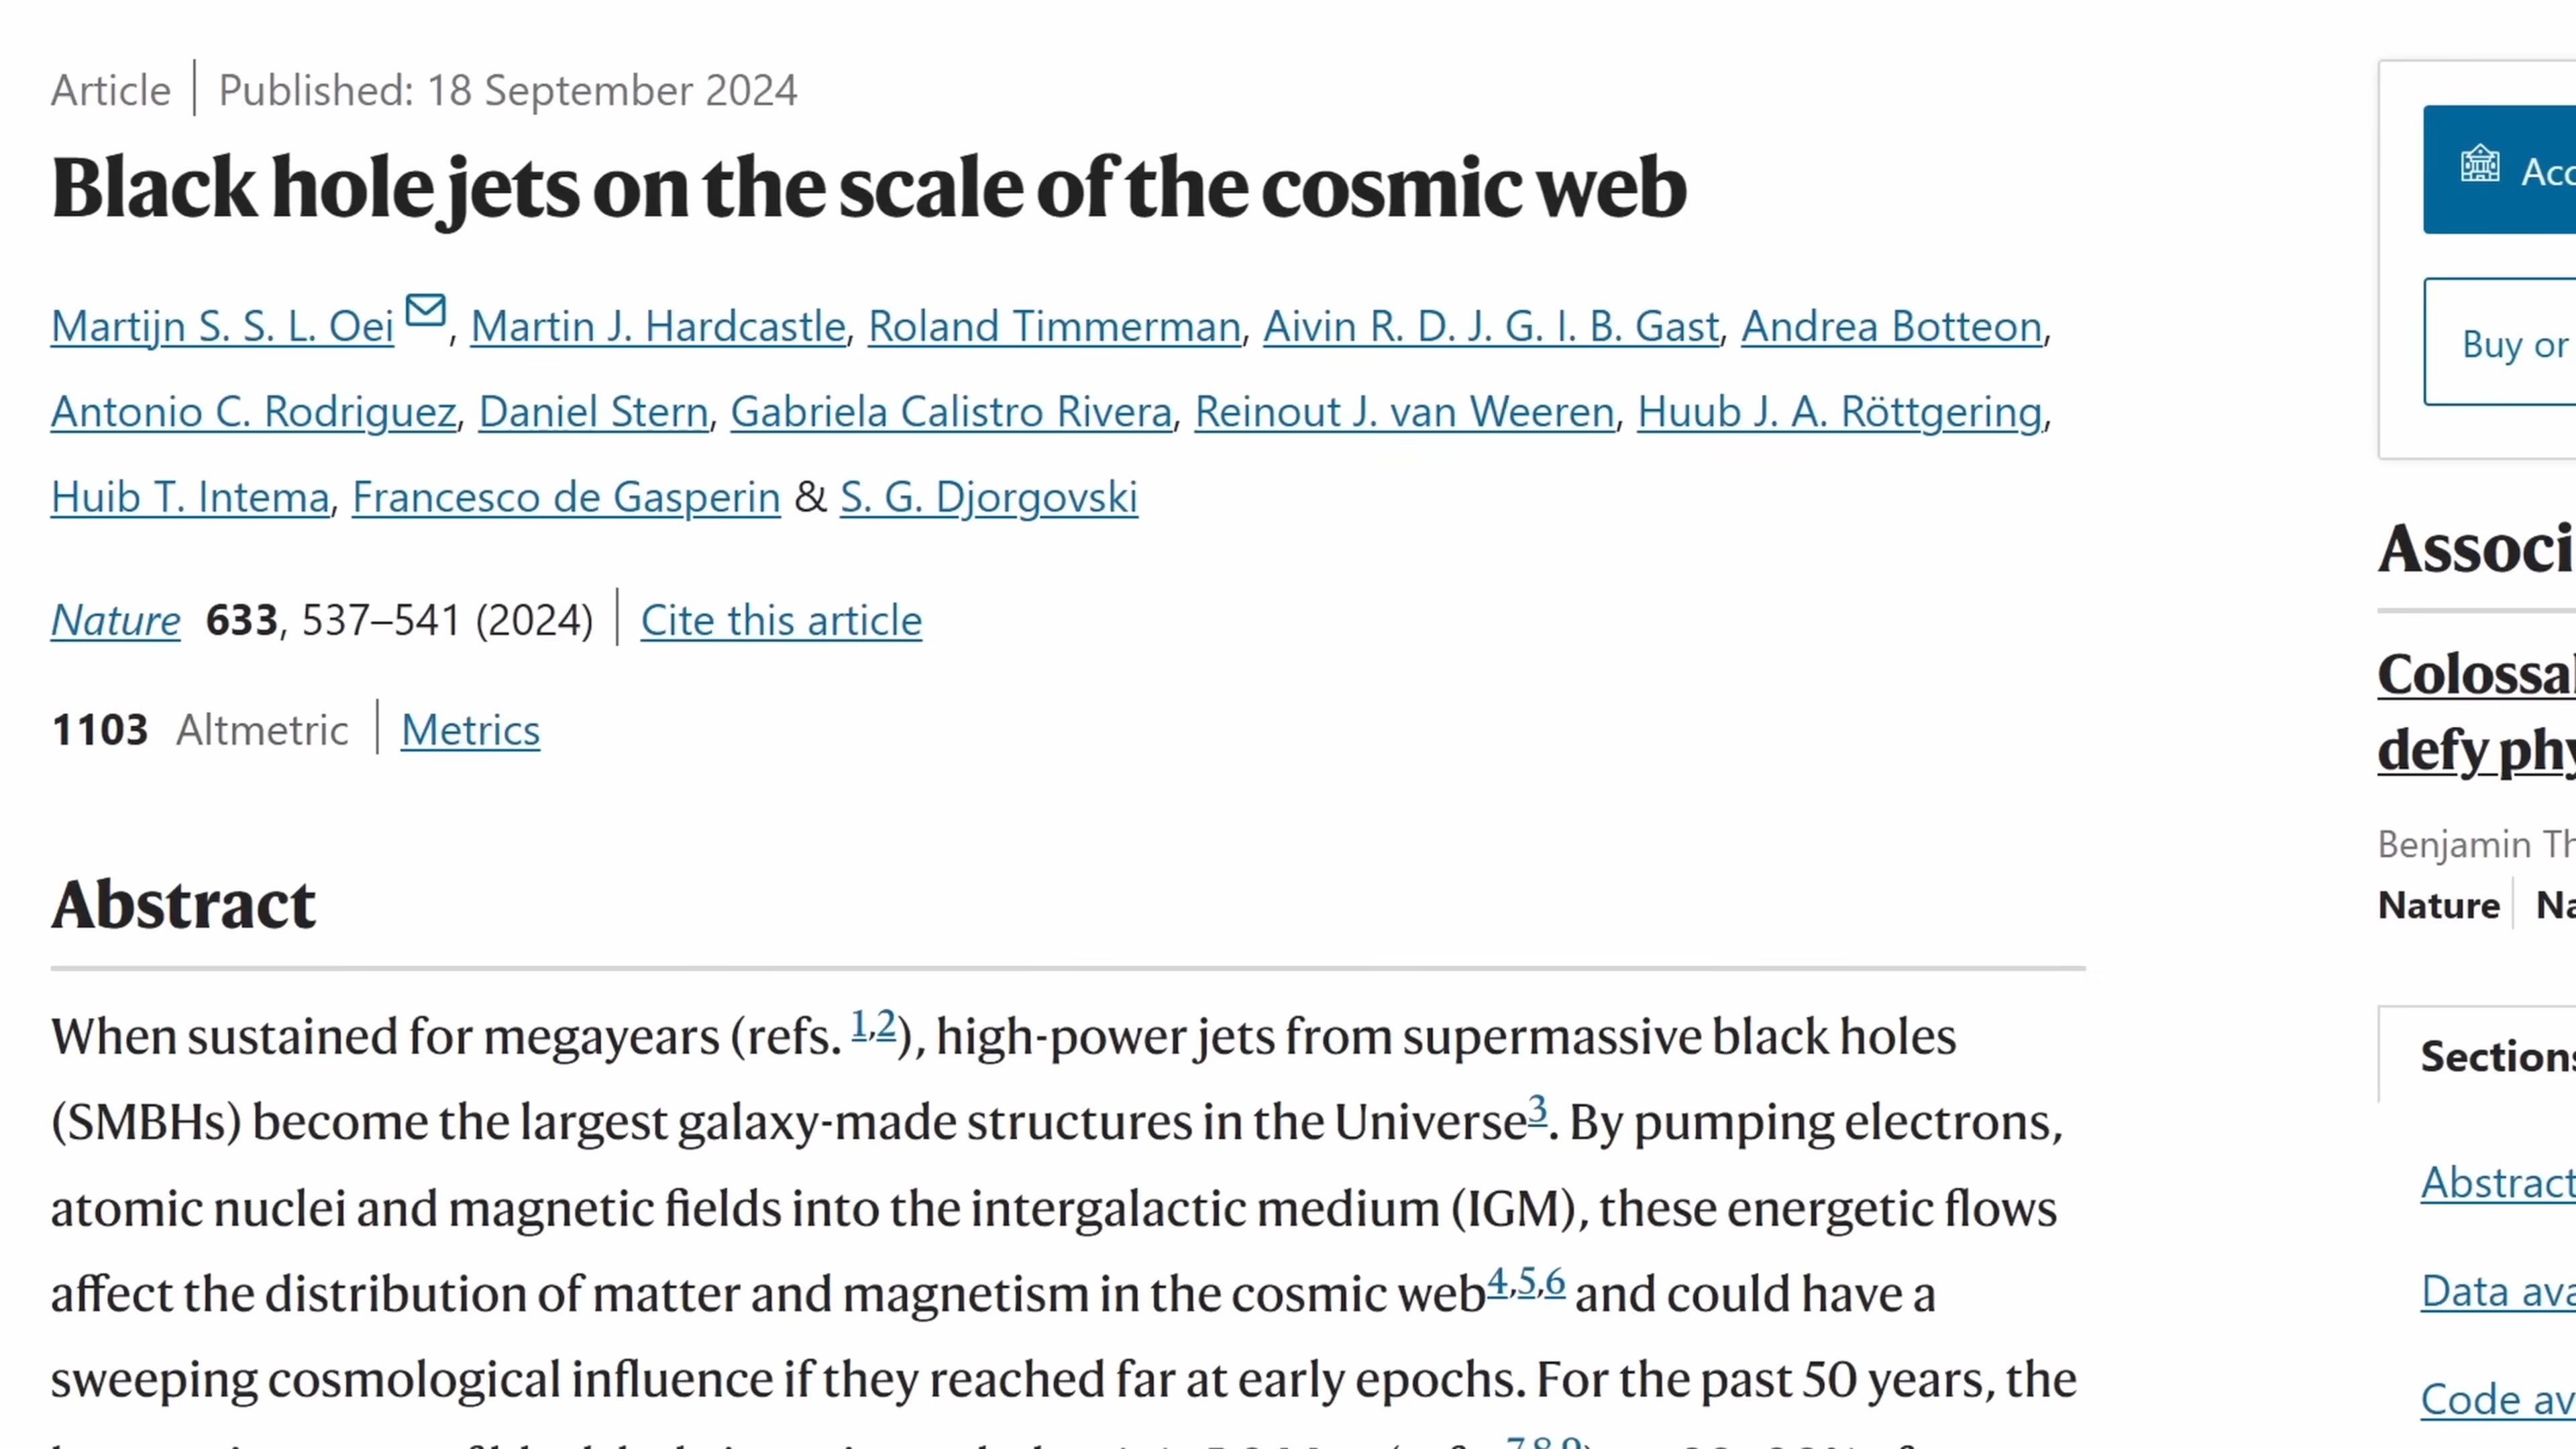 Article | Published: 18 September 2024
Black hole jets on the scale of the cosmic web
Martijn S. S. L. Oei, Martin J. Hardcastle, Roland Timmerman, Aivin R. D. J. G. I. B. Gast, Andrea Botteon,
Antonio C. Rodriguez, Daniel Stern, Gabriela Calistro Rivera, Reinout J. van Weeren, Huub J. A. Röttgering,
Huib T. Intema, Francesco de Gasperin & S. G. Djorgovski
Nature 633, 537–541 (2024) | Cite this article
1103 Altmetric | Metrics
Abstract
When sustained for megayears (refs. 1,2), high-power jets from supermassive black holes
(SMBHs) become the largest galaxy-made structures in the Universe3. By pumping electrons,
atomic nuclei and magnetic fields into the intergalactic medium (IGM), these energetic flows
affect the distribution of matter and magnetism in the cosmic web4,5,6 and could have a
sweeping cosmological influence if they reached far at early epochs. For the past 50 years, the
Acc
Buy or
Associ
Colossal
defy phy
Benjamin Th
Nature | Na
Sections
Abstract
Data ava
Code av